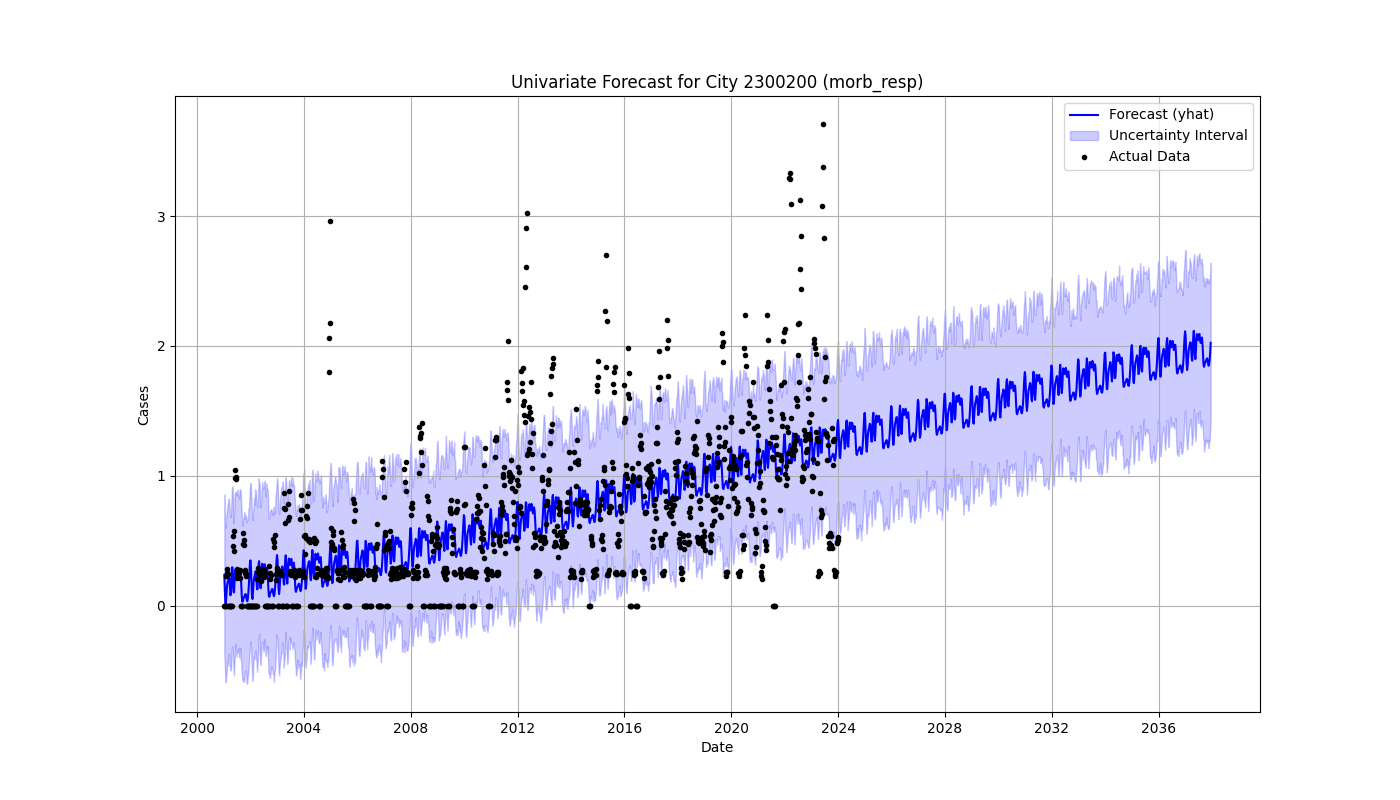 Univariate Forecast for City 2300200 (morb_resp)
Forecast (yhat)
Uncertainty Interval
Actual Data
Cases
3
2
1
0
2000 2004 2008 2012 2016 2020 2024 2028 2032 2036
Date